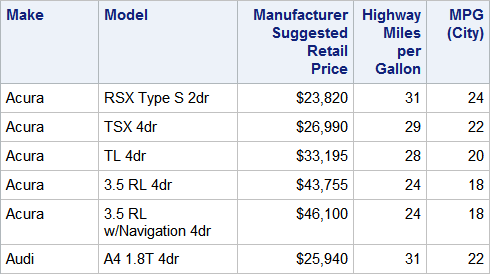 Make Model Manufacturer Suggested Retail Price Highway Miles per Gallon MPG (City)
Acura RSX Type S 2dr $23,820 31 24
Acura TSX 4dr $26,990 29 22
Acura TL 4dr $33,195 28 20
Acura 3.5 RL 4dr $43,755 24 18
Acura 3.5 RL w/Navigation 4dr $46,100 24 18
Audi A4 1.8T 4dr $25,940 31 22